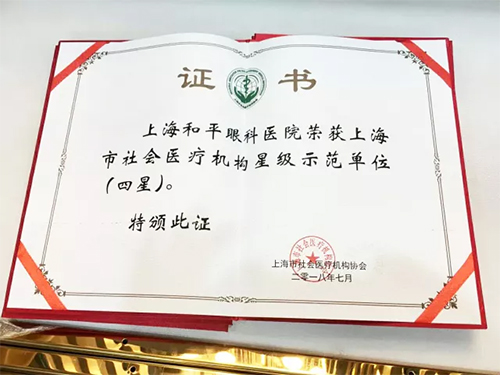 证书
上海和平眼科医院荣获上海
市社会医疗机构星级示范单位
(四星)。
特颁此证
上海市社会医疗机构协会
二零一八年七月